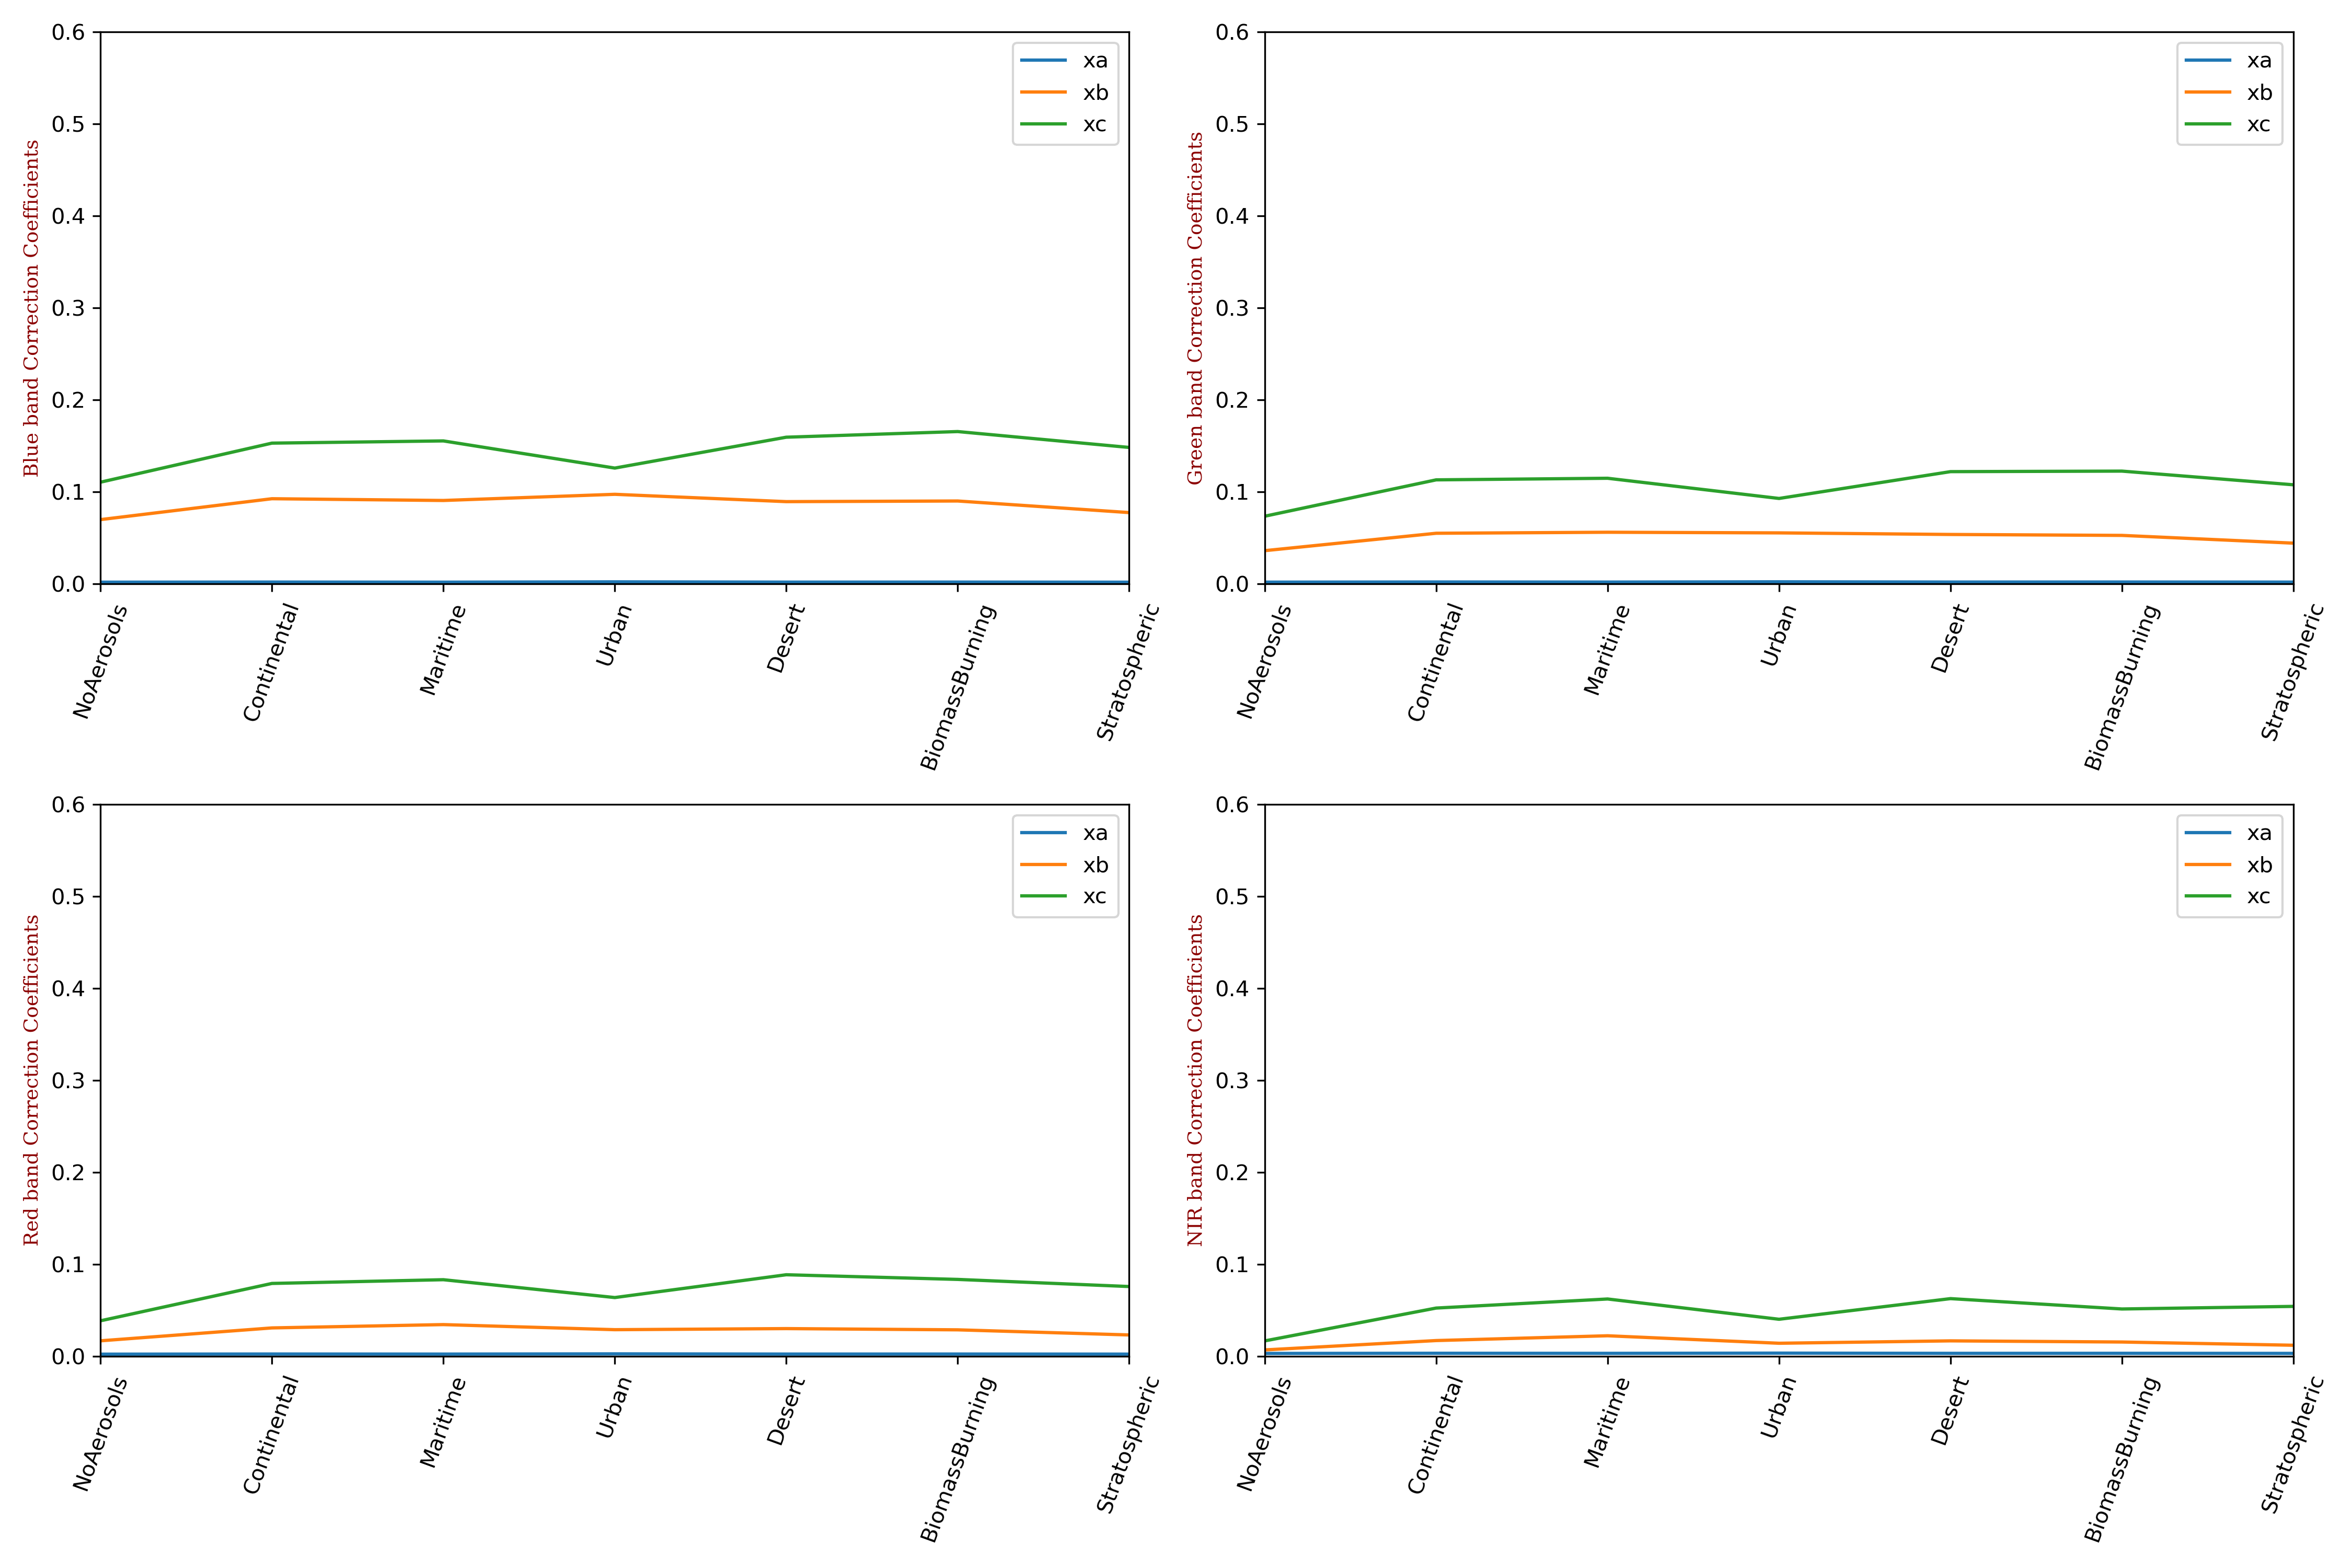 Blue band Correction Coefficients
0.6
0.5
0.4
0.3
0.2
0.1
0.0
xa
xb
xc
NoAerosols
Continental
Maritime
Urban
Desert
BiomassBurning
Stratospheric
Green band Correction Coefficients
0.6
0.5
0.4
0.3
0.2
0.1
0.0
xa
xb
xc
NoAerosols
Continental
Maritime
Urban
Desert
BiomassBurning
Stratospheric
Red band Correction Coefficients
0.6
0.5
0.4
0.3
0.2
0.1
0.0
xa
xb
xc
NoAerosols
Continental
Maritime
Urban
Desert
BiomassBurning
Stratospheric
NIR band Correction Coefficients
0.6
0.5
0.4
0.3
0.2
0.1
0.0
xa
xb
xc
NoAerosols
Continental
Maritime
Urban
Desert
BiomassBurning
Stratospheric